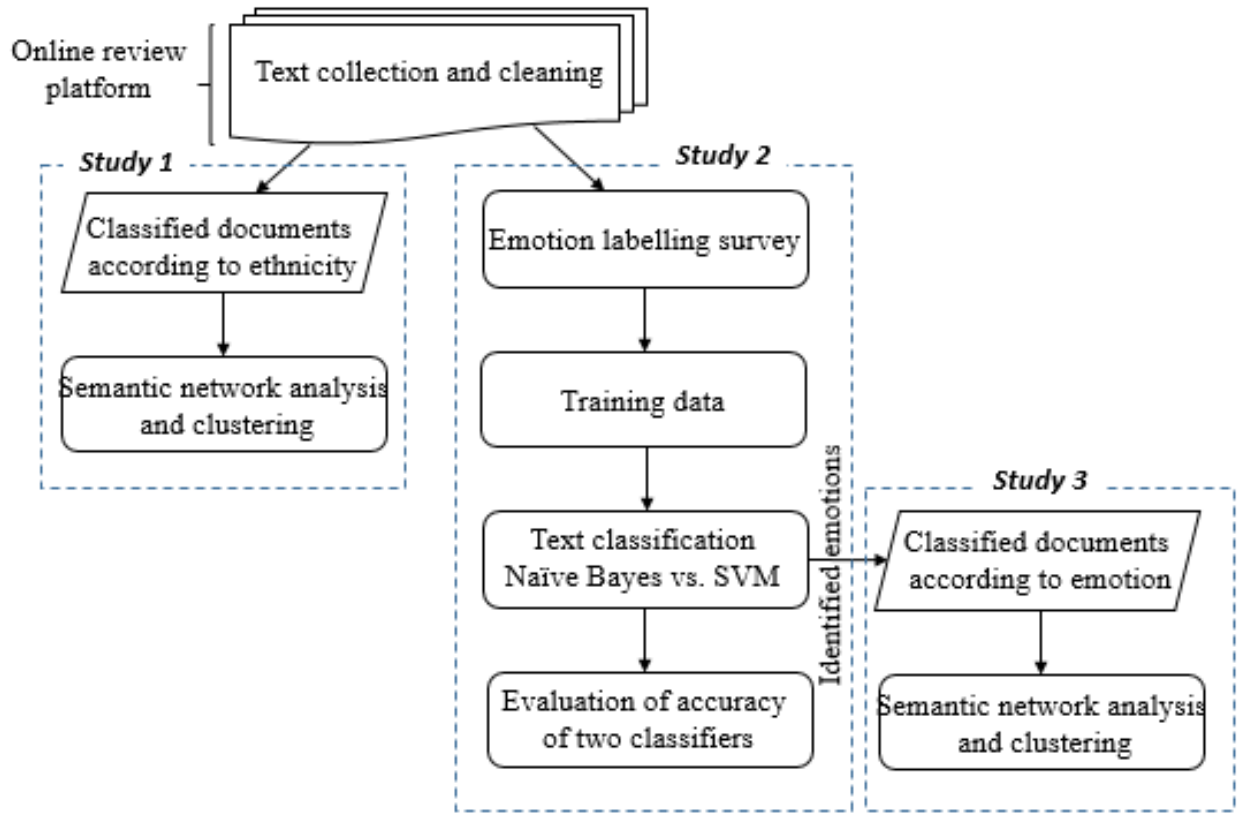 Online review
platform
Text collection and cleaning
Study 1
Classified documents
according to ethnicity
Semantic network analysis
and clustering
Study 2
Emotion labelling survey
Training data
Text classification
Naïve Bayes vs. SVM
Evaluation of accuracy
of two classifiers
Identified emotions
Study 3
Classified documents
according to emotion
Semantic network analysis
and clustering